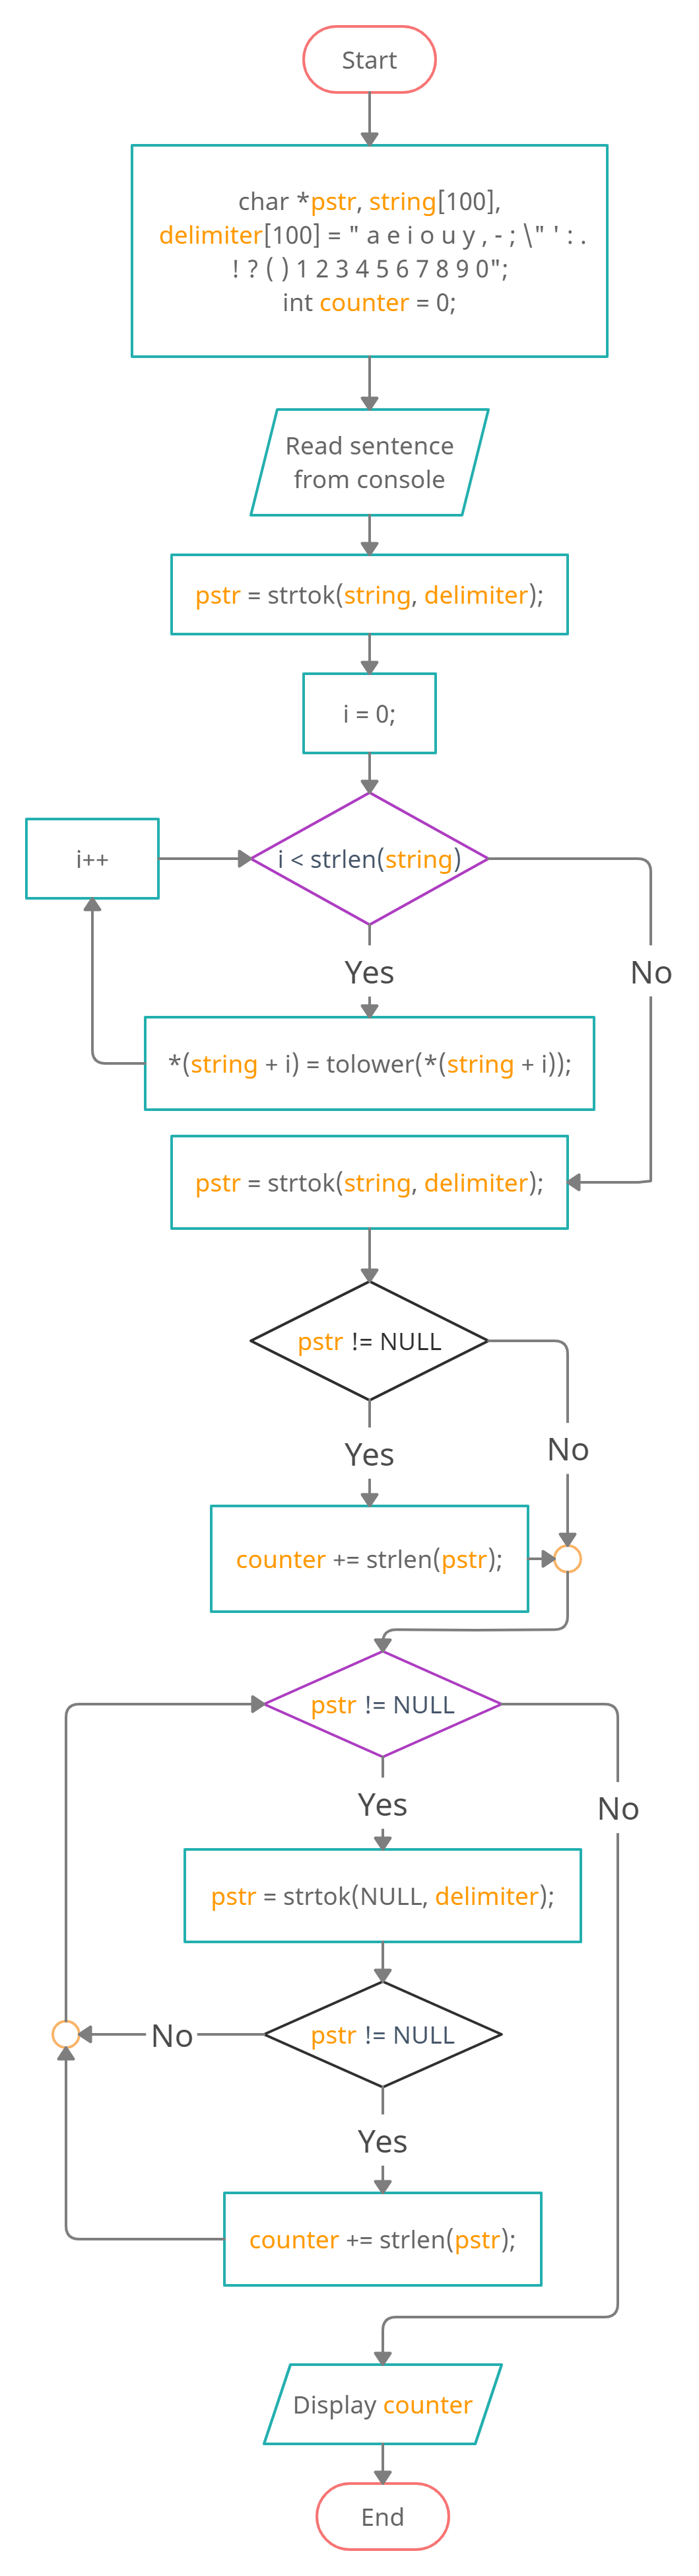 Start
char *pstr, string[100],
delimiter[100] = " a e i o u y , - ; \" ' : .
! ? ( ) 1 2 3 4 5 6 7 8 9 0";
int counter = 0;
Read sentence
from console
pstr = strtok(string, delimiter);
i = 0;
i++
i < strlen(string)
Yes
No
*(string + i) = tolower(*(string + i));
pstr = strtok(string, delimiter);
pstr != NULL
Yes
No
counter += strlen(pstr);
pstr != NULL
Yes
No
pstr = strtok(NULL, delimiter);
pstr != NULL
No
Yes
counter += strlen(pstr);
Display counter
End